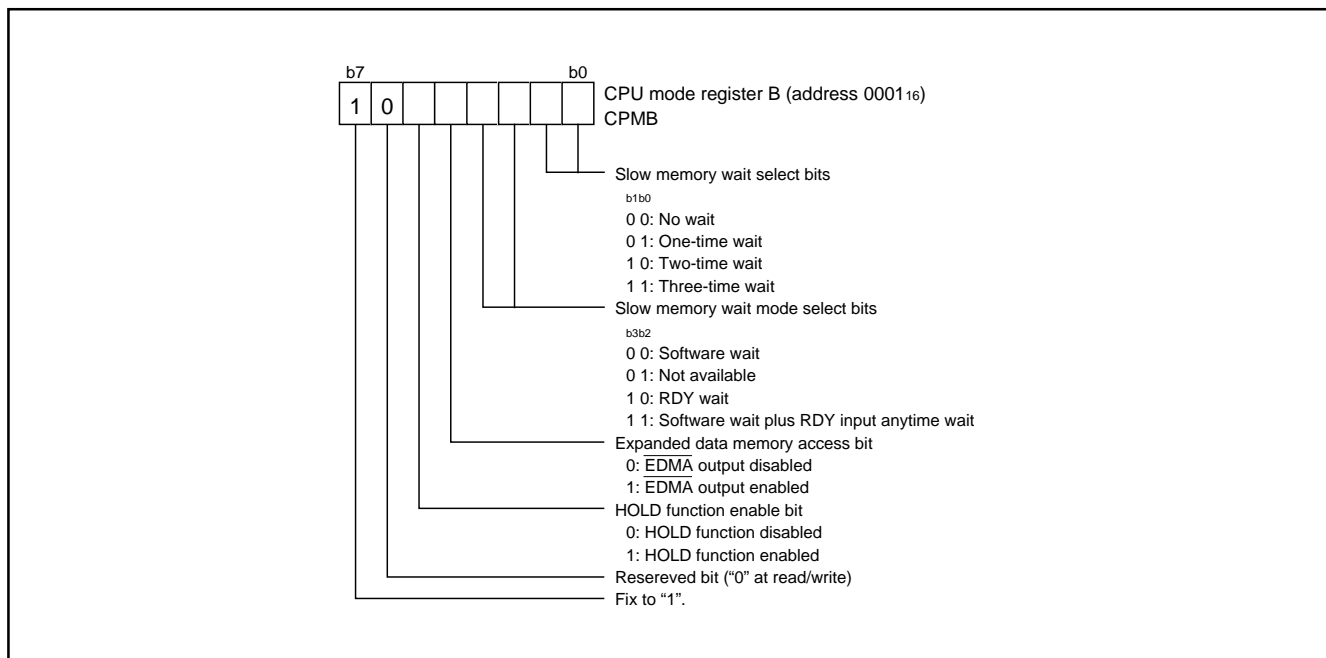 b7 b0
1 0
CPU mode register B (address 000116)
CPMB
Slow memory wait select bits
b1b0
0 0: No wait
0 1: One-time wait
1 0: Two-time wait
1 1: Three-time wait
Slow memory wait mode select bits
b3b2
0 0: Software wait
0 1: Not available
1 0: RDY wait
1 1: Software wait plus RDY input anytime wait
Expanded data memory access bit
0: EDMA output disabled
1: EDMA output enabled
HOLD function enable bit
0: HOLD function disabled
1: HOLD function enabled
Resereved bit (“0” at read/write)
Fix to “1”.